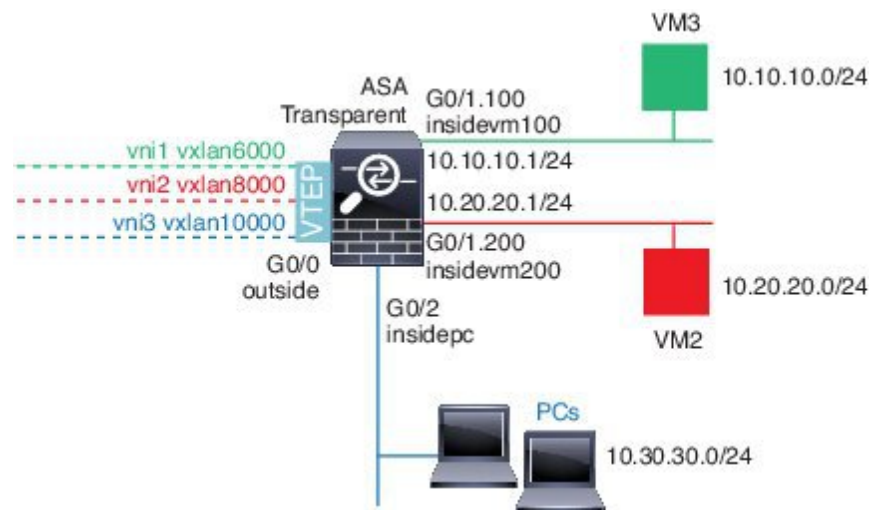 VM3
10.10.10.0/24
ASA
Transparent
G0/1.100
insidevm100
vni1 vxlan6000
vni2 vxlan8000
vni3 vxlan10000
VTEP
10.10.10.1/24
10.20.20.1/24
G0/0
outside
G0/1.200
insidevm200
10.20.20.0/24
VM2
G0/2
insidepc
PCs
10.30.30.0/24